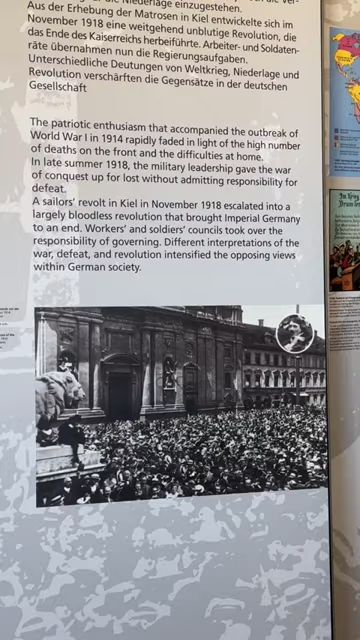 Niederlage einzugestehen.
Aus der Erhebung der Matrosen in Kiel entwickelte sich im
November 1918 eine weitgehend unblutige Revolution, die
das Ende des Kaiserreichs herbeiführte. Arbeiter- und Soldaten-
räte übernahmen nun die Regierungsaufgaben.
Unterschiedliche Deutungen von Weltkrieg, Niederlage und
Revolution verschärften die Gegensätze in der deutschen
Gesellschaft
The patriotic enthusiasm that accompanied the outbreak of
World War I in 1914 rapidly faded in light of the high number
of deaths on the front and the difficulties at home.
In late summer 1918, the military leadership gave the war
of conquest up for lost without admitting responsibility for
defeat.
A sailors' revolt in Kiel in November 1918 escalated into a
largely bloodless revolution that brought Imperial Germany
to an end. Workers' and soldiers' councils took over the
responsibility of governing. Different interpretations of the
war, defeat, and revolution intensified the opposing views
within German society.